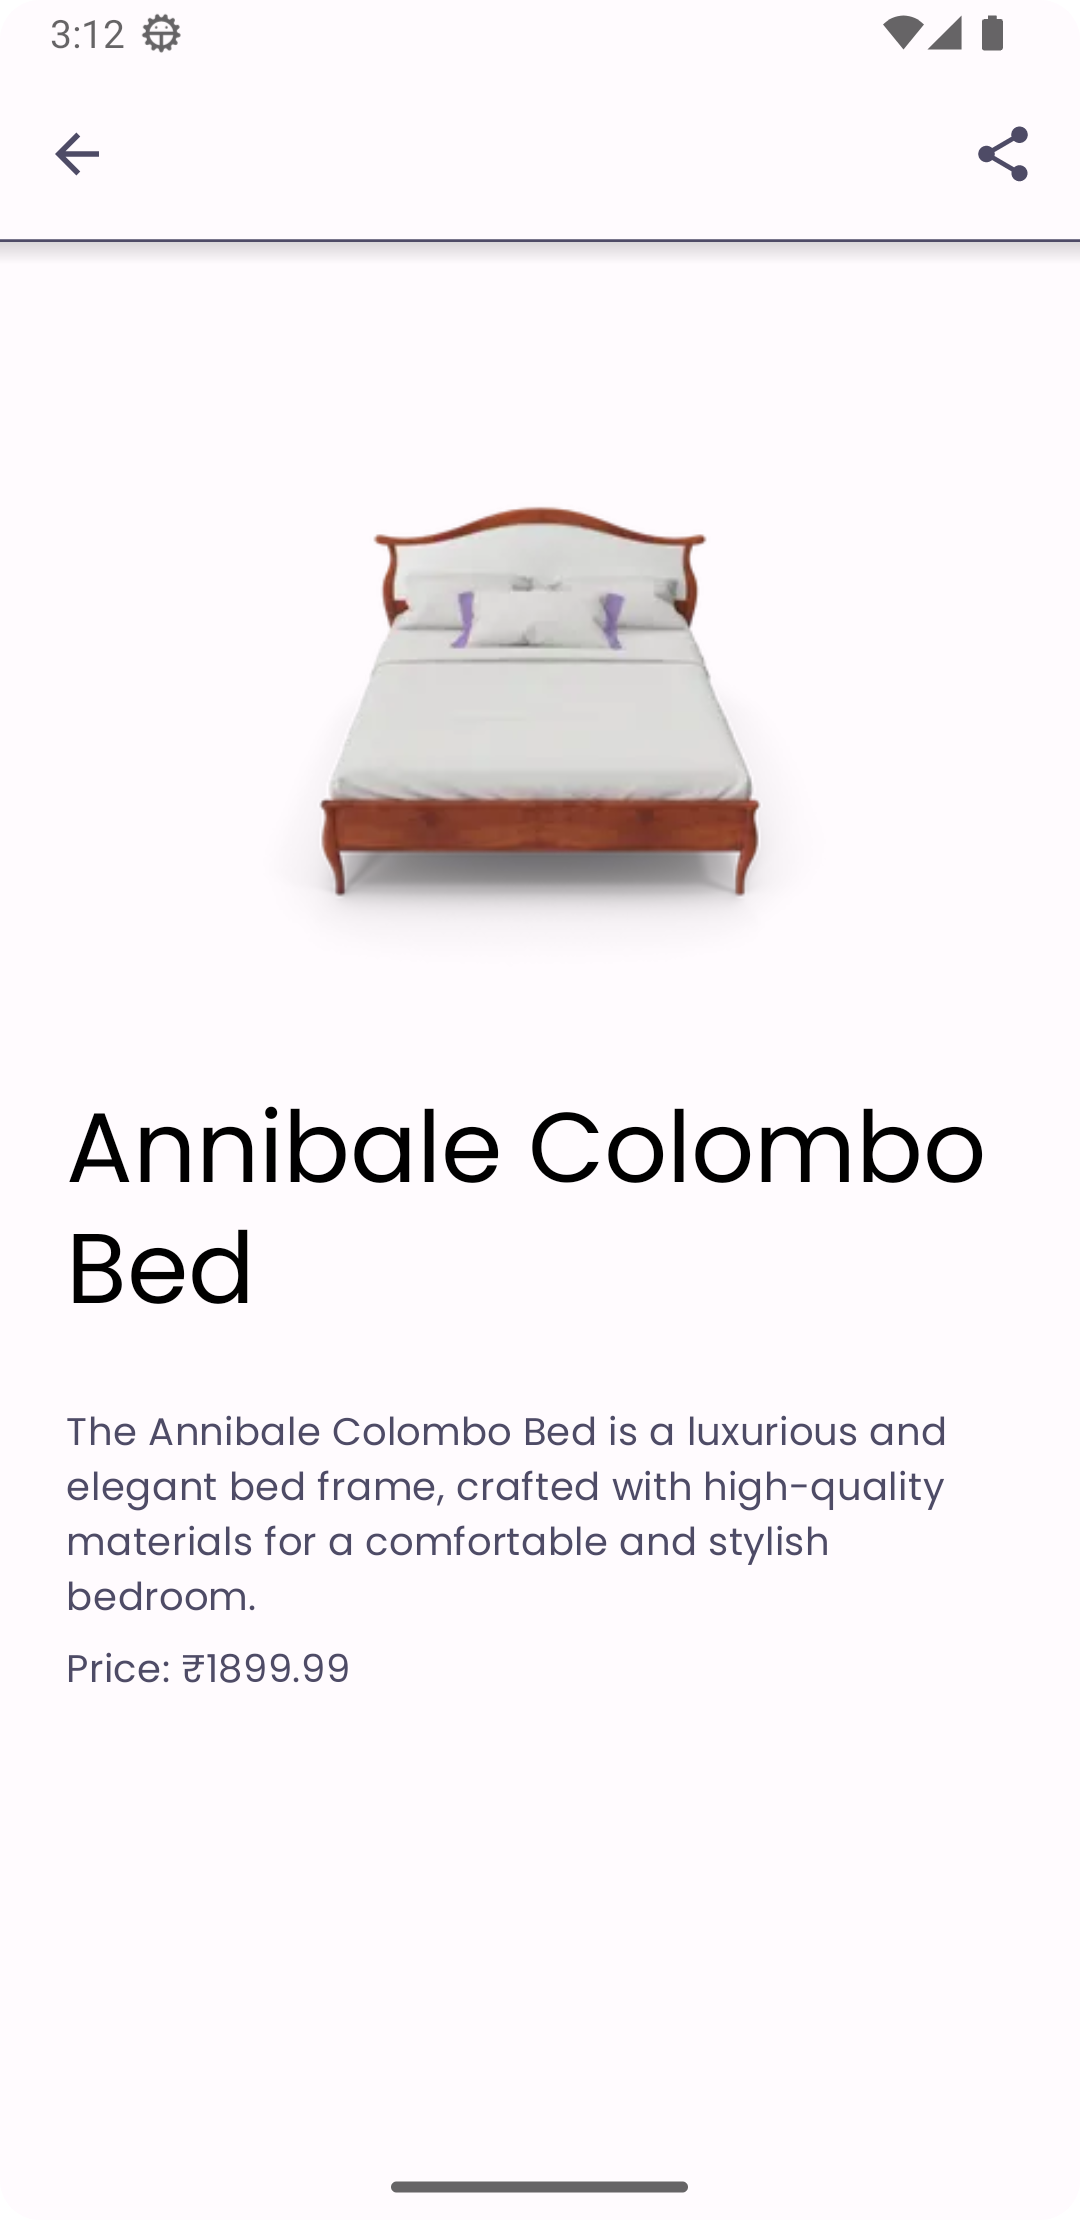 3:12
Annibale Colombo
Bed
The Annibale Colombo Bed is a luxurious and
elegant bed frame, crafted with high-quality
materials for a comfortable and stylish
bedroom.
Price: ₹1899.99